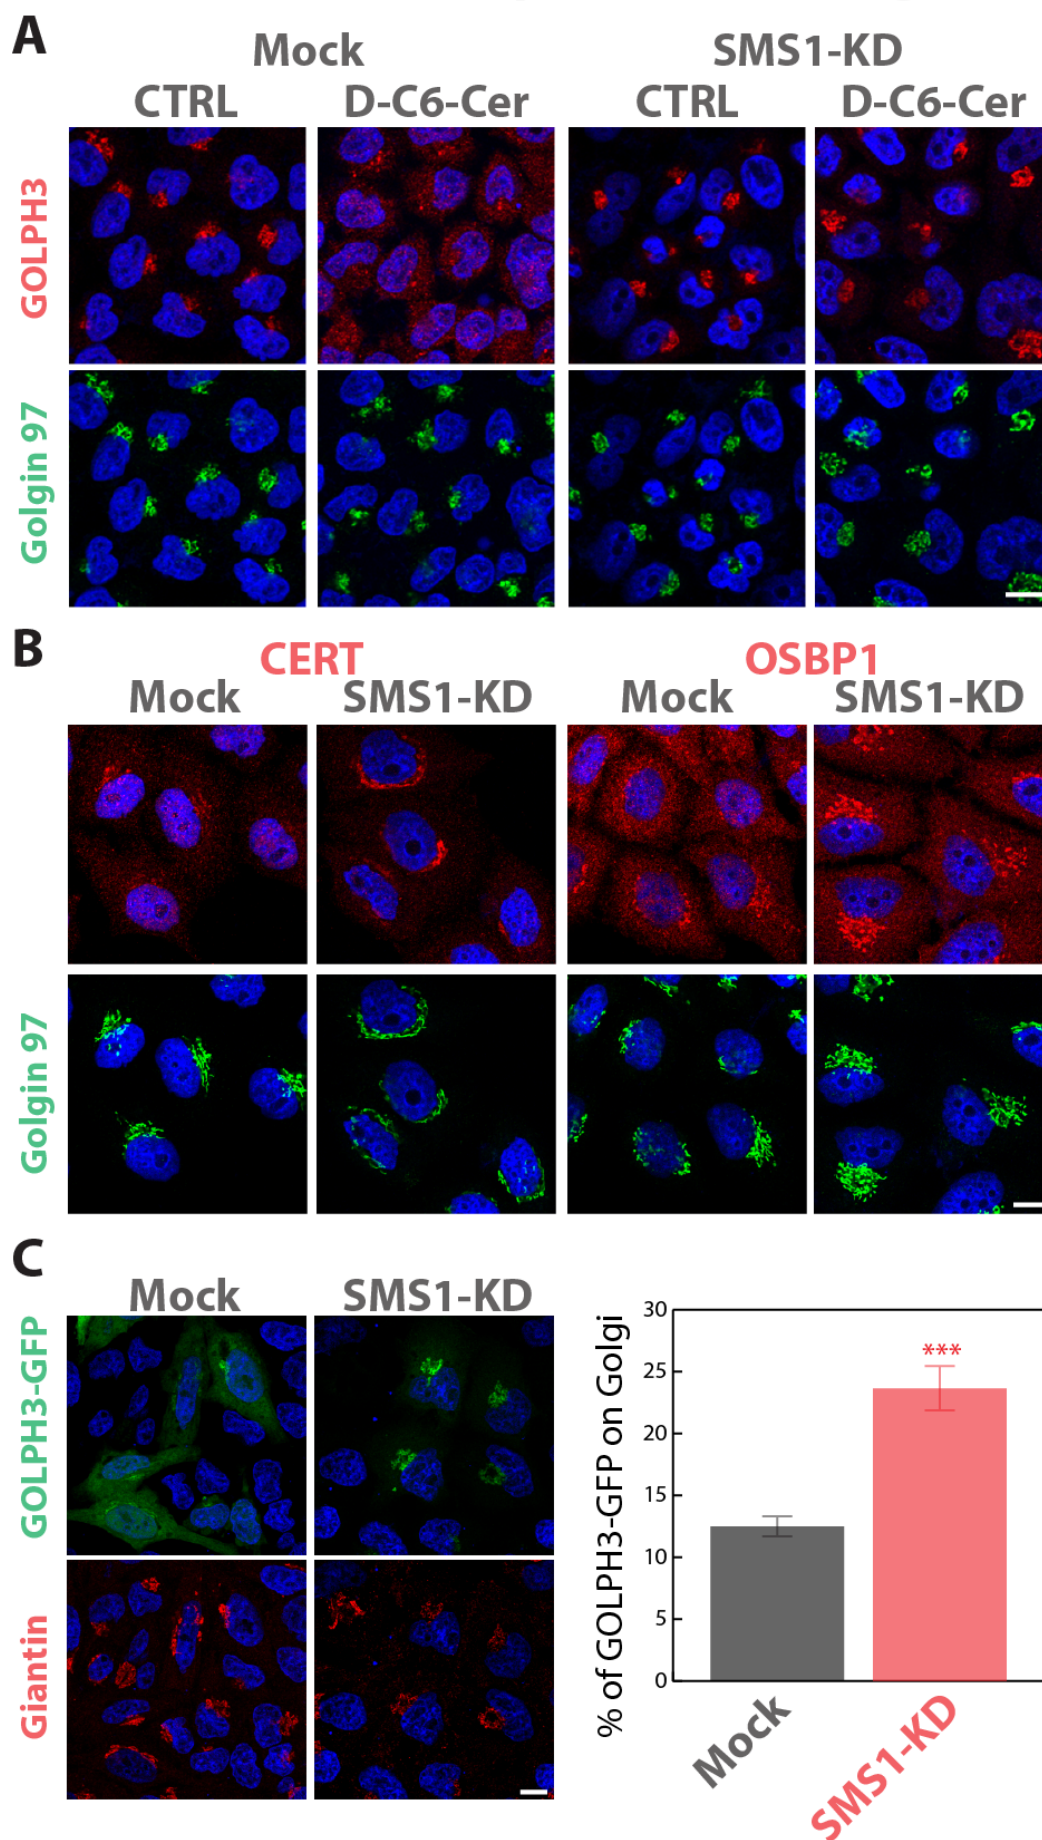 A
Mock SMS1-KD
CTRL D-C6-Cer CTRL D-C6-Cer
GOLPH3
Golgin 97
B
CERT OSBP1
Mock SMS1-KD Mock SMS1-KD
Golgin 97
C
Mock SMS1-KD
GOLPH3-GFP
Giantin
% of GOLPH3-GFP on Golgi
30
25
20
15
10
5
0
***
Mock
SMS1-KD